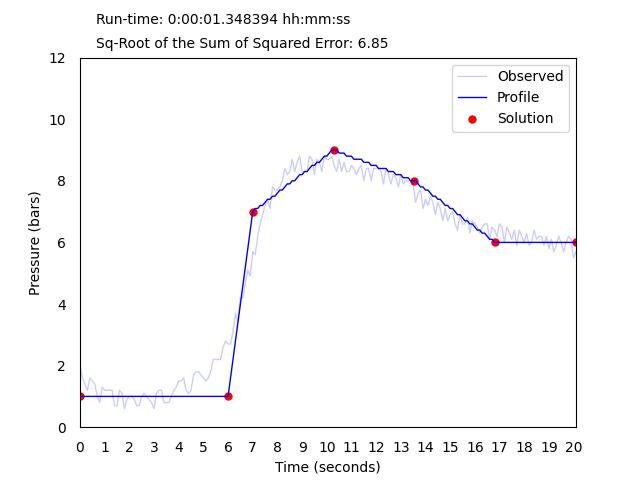 Run-time: 0:00:01.348394 hh:mm:ss
Sq-Root of the Sum of Squared Error: 6.85
Observed
Profile
Solution
12
10
8
6
4
2
0
Pressure (bars)
0 1 2 3 4 5 6 7 8 9 10 11 12 13 14 15 16 17 18 19 20
Time (seconds)